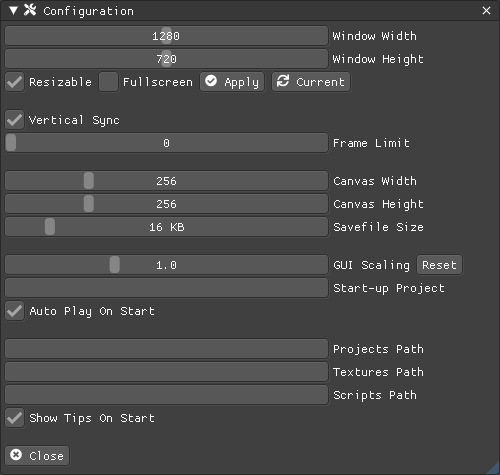 Configuration
1280 Window Width
720 Window Height
Resizable Fullscreen Apply Current
Vertical Sync
0 Frame Limit
256 Canvas Width
256 Canvas Height
16 KB Savefile Size
1.0 GUI Scaling Reset
Start-up Project
Auto Play On Start
Projects Path
Textures Path
Scripts Path
Show Tips On Start
Close